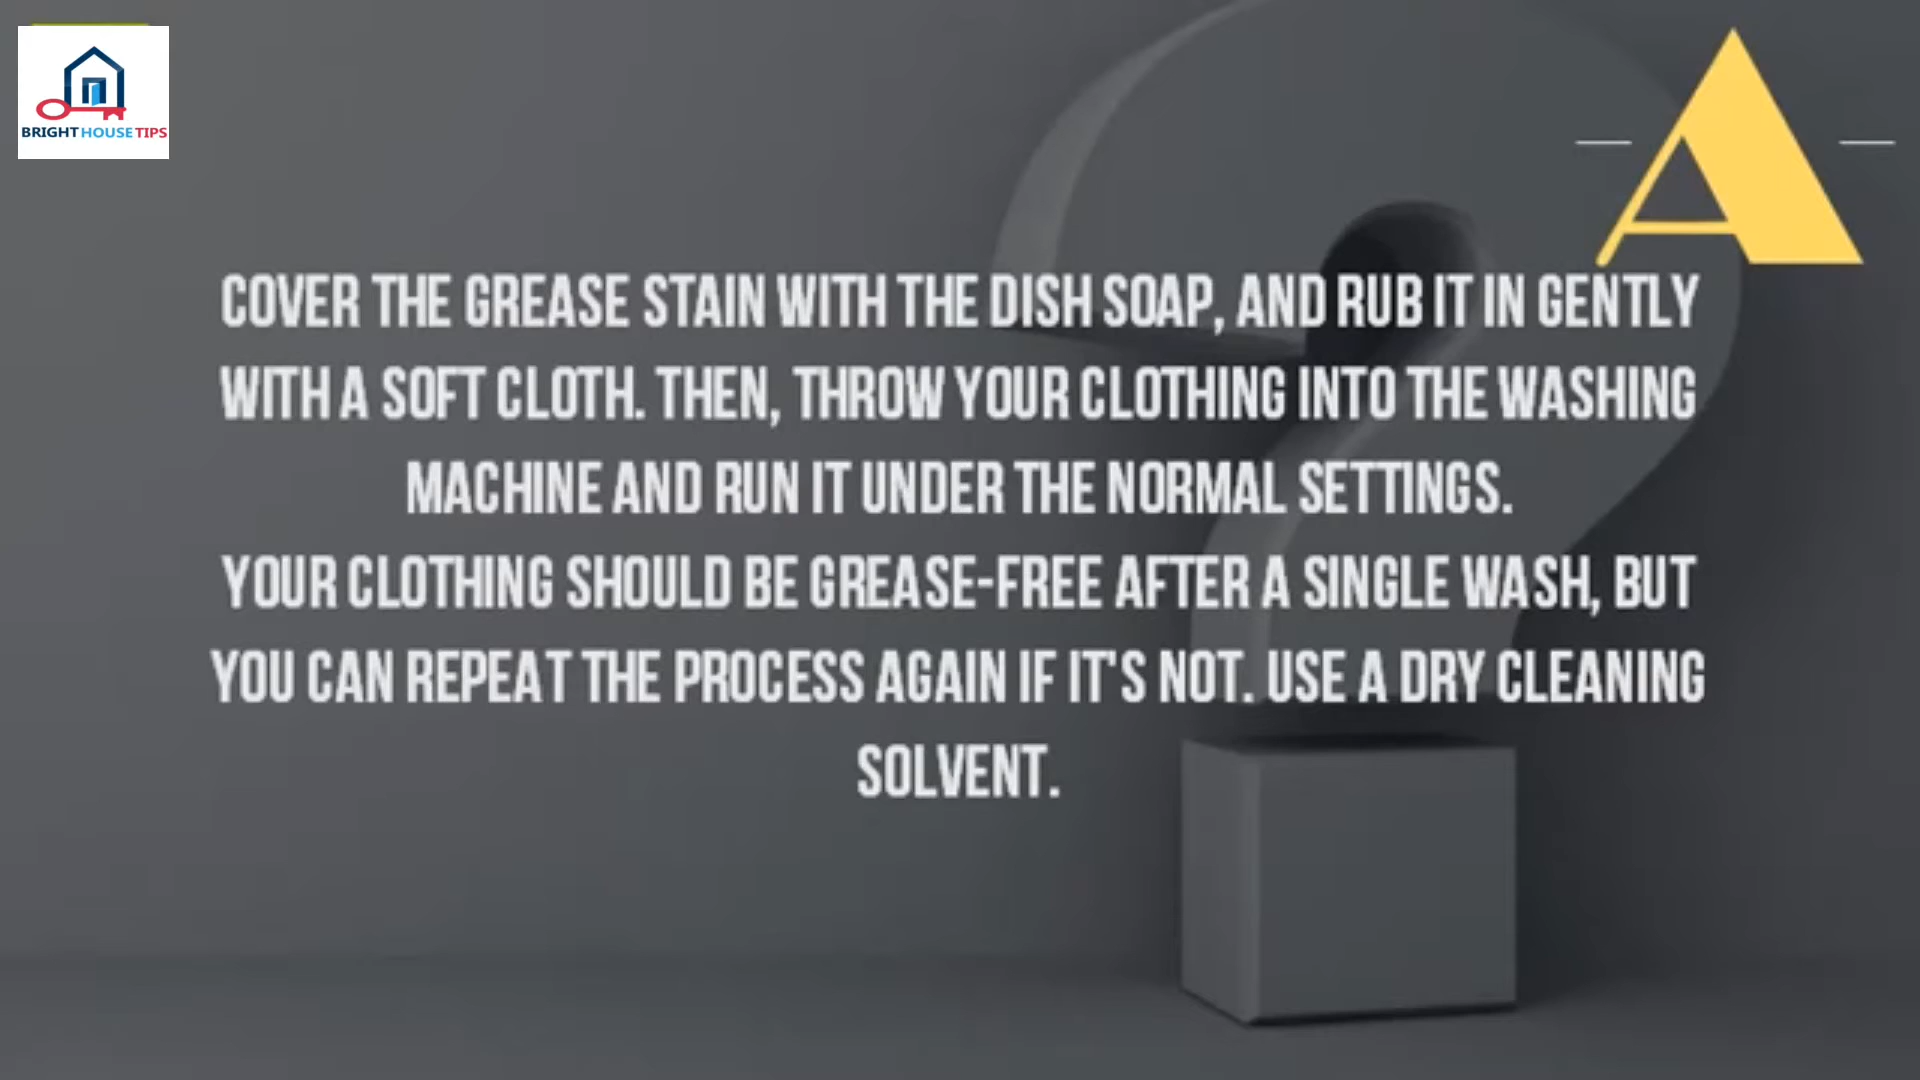 BRIGHT HOUSE TIPS
A
COVER THE GREASE STAIN WITH THE DISH SOAP, AND RUB IT IN GENTLY
WITH A SOFT CLOTH. THEN, THROW YOUR CLOTHING INTO THE WASHING
MACHINE AND RUN IT UNDER THE NORMAL SETTINGS.
YOUR CLOTHING SHOULD BE GREASE-FREE AFTER A SINGLE WASH, BUT
YOU CAN REPEAT THE PROCESS AGAIN IF IT'S NOT. USE A DRY CLEANING
SOLVENT.